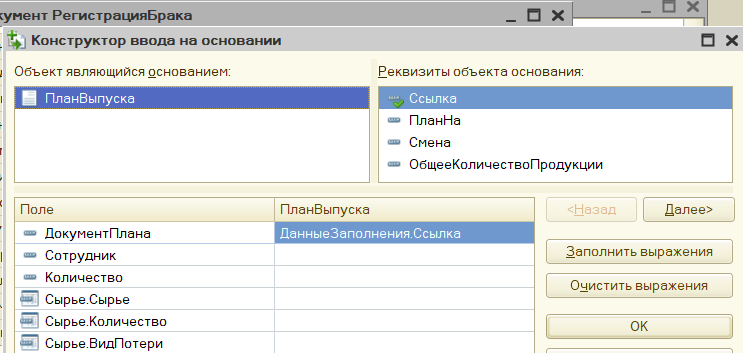 кумент РегистрацияБрака
Конструктор ввода на основании
Объект являющийся основанием:
Реквизиты объекта основания:
ПланВыпуска
Ссылка
ПланНа
Смена
ОбщееКоличествоПродукции
Поле
ПланВыпуска
ДокументПлана
ДанныеЗаполнения.Ссылка
Сотрудник
Количество
Сырье.Сырье
Сырье.Количество
Сырье.ВидПотери
<Назад
Далее>
Заполнить выражения
Очистить выражения
OK